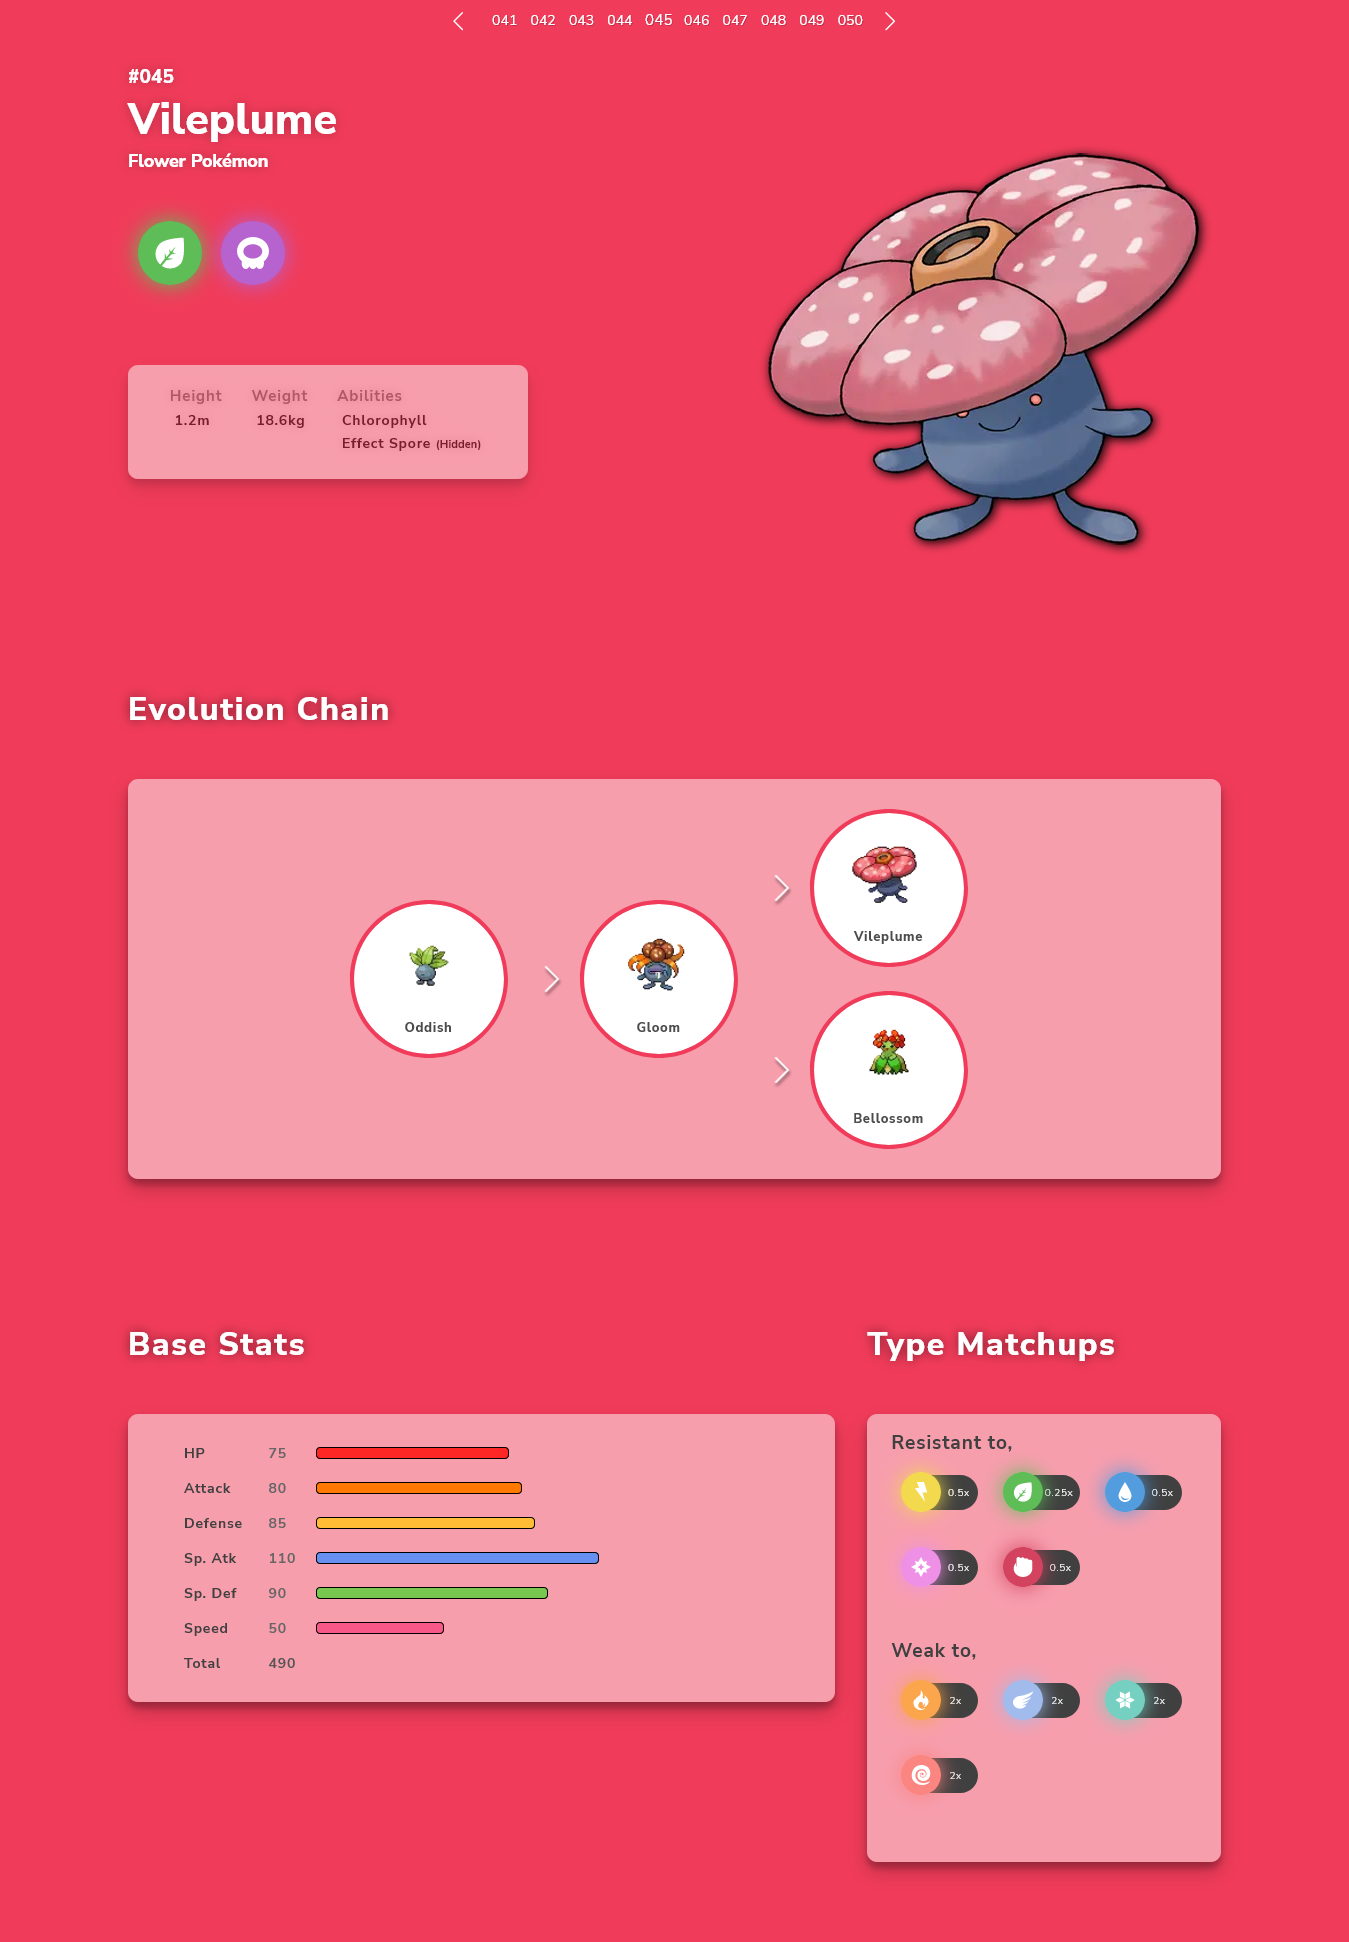 041 042 043 044 045 046 047 048 049 050
#045
Vileplume
Flower Pokémon
Height Weight Abilities
1.2m 18.6kg Chlorophyll
Effect Spore (Hidden)
Evolution Chain
Oddish
Gloom
Vileplume
Bellossom
Base Stats
HP 75
Attack 80
Defense 85
Sp. Atk 110
Sp. Def 90
Speed 50
Total 490
Type Matchups
Resistant to,
0.5x 0.25x 0.5x
0.5x 0.5x
Weak to,
2x 2x 2x
2x